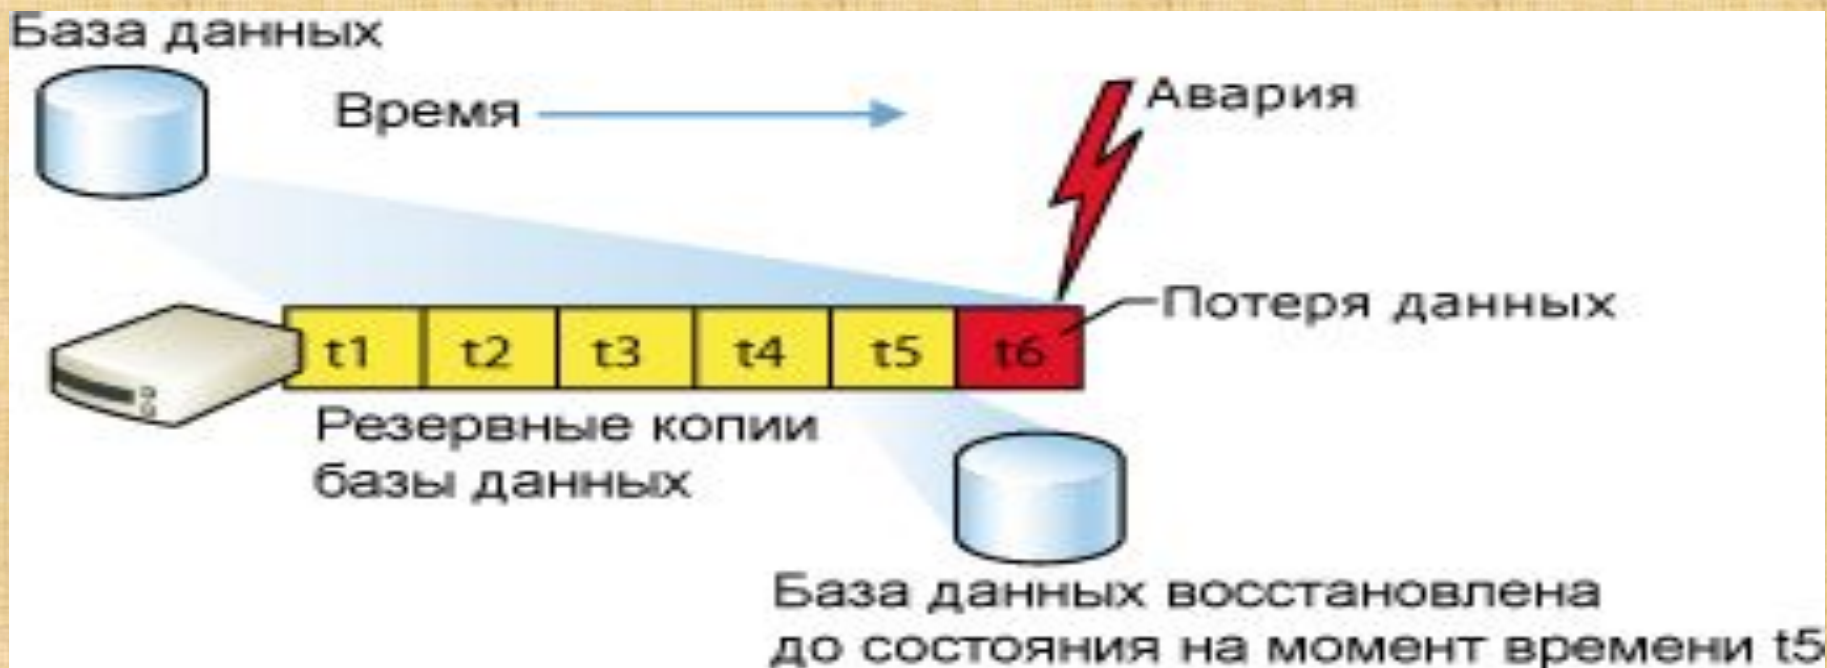 База данных
Время
Авария
t1 t2 t3 t4 t5 t6
Потеря данных
Резервные копии
базы данных
База данных восстановлена
до состояния на момент времени t5